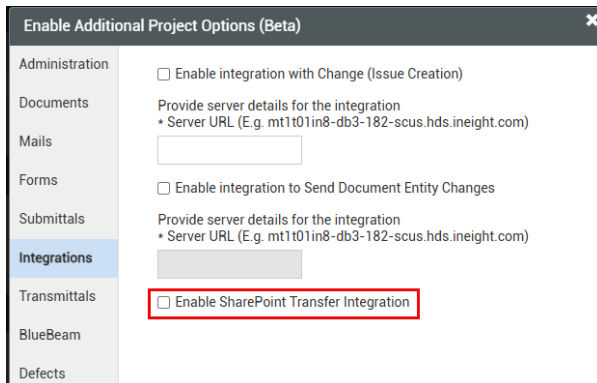 Enable Additional Project Options (Beta)
Administration
Documents
Mails
Forms
Submittals
Integrations
Transmittals
BlueBeam
Defects
Enable integration with Change (Issue Creation)
Provide server details for the integration
* Server URL (E.g. mt1t01in8-db3-182-scus.hds.ineight.com)
Enable integration to Send Document Entity Changes
Provide server details for the integration
* Server URL (E.g. mt1t01in8-db3-182-scus.hds.ineight.com)
Enable SharePoint Transfer Integration